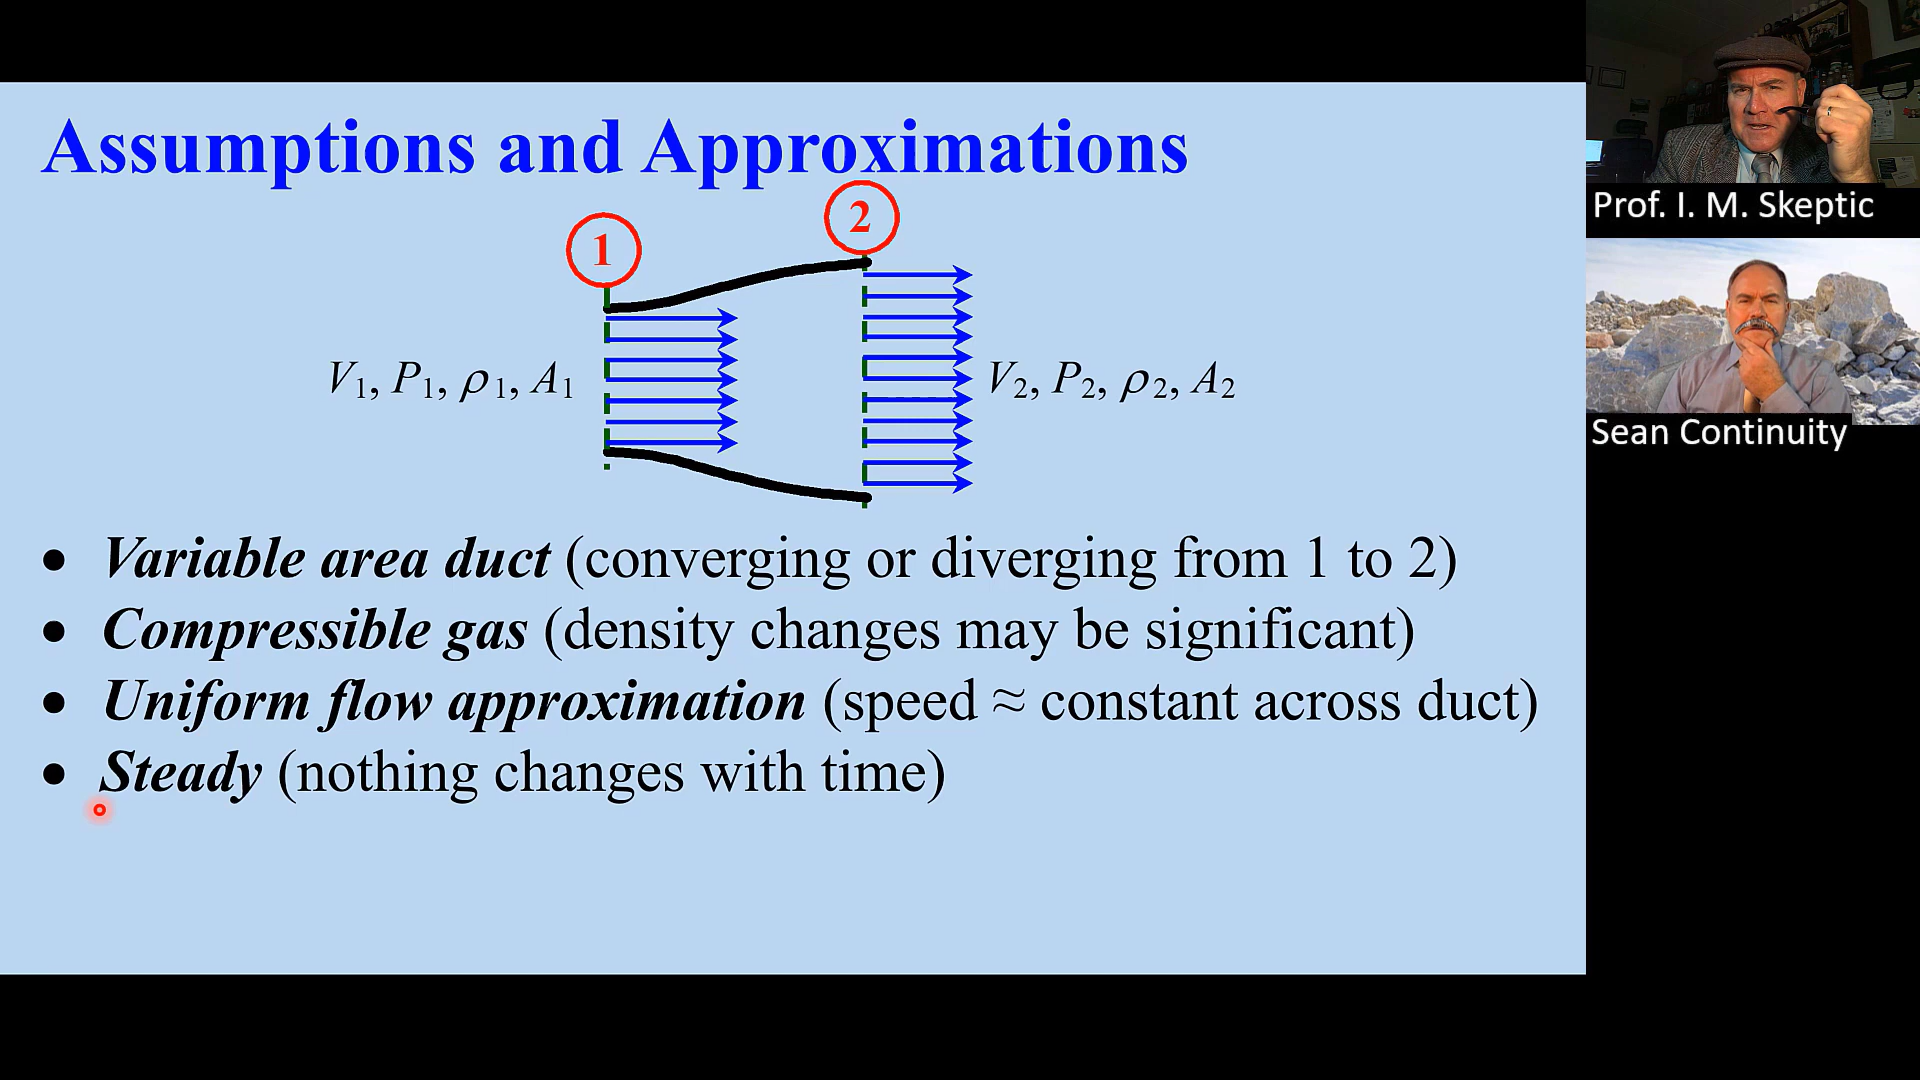 Assumptions and Approximations
1
2
V1, P1, ρ1, A1
V2, P2, ρ2, A2
• Variable area duct (converging or diverging from 1 to 2)
• Compressible gas (density changes may be significant)
• Uniform flow approximation (speed ≈ constant across duct)
• Steady (nothing changes with time)
Prof. I. M. Skeptic
Sean Continuity